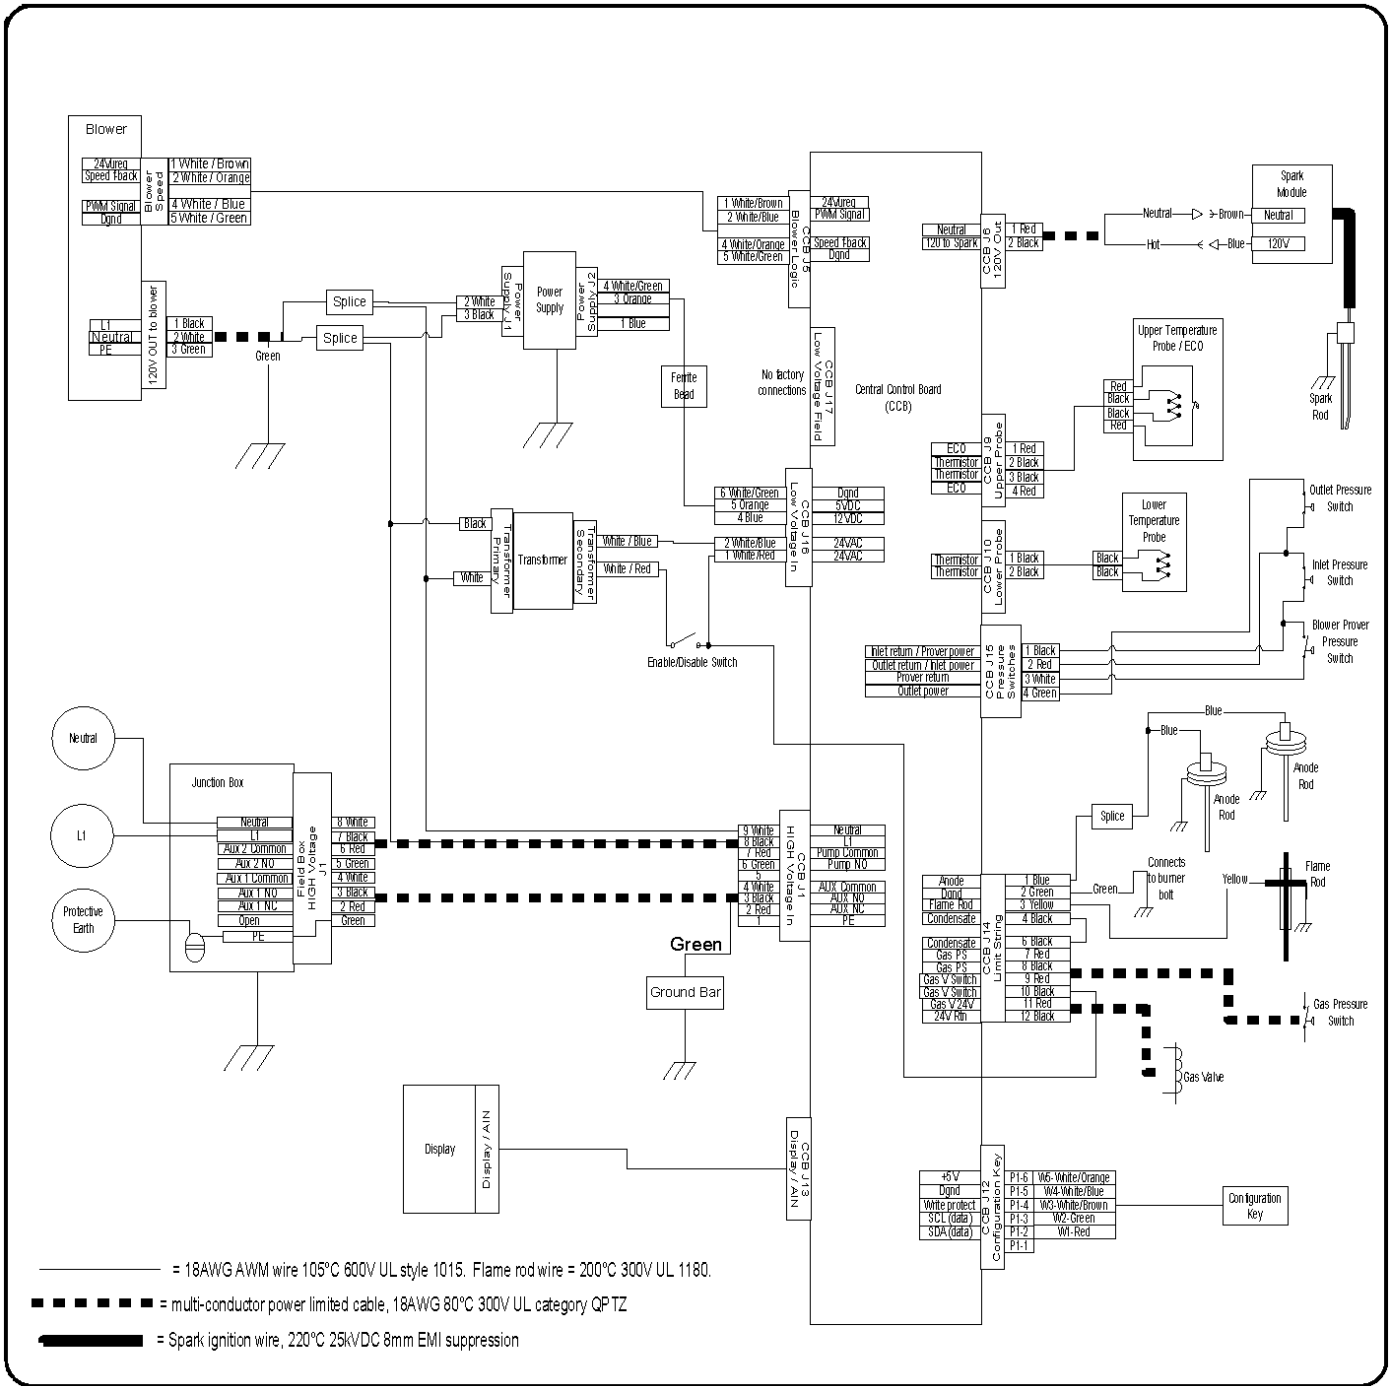 Blower
24Vureg
Speed f-back
PWM Signal
Dgnd
Blower Speed
1 White / Brown
2 White / Orange
4 White / Blue
5 White / Green
L1
Neutral
PE
120V OUT to blower
1 Black
2 White
3 Green
Green
Splice
Splice
2 White
3 Black
Power Supply J1
Power
Supply
Power Supply J2
4 White/Green
3 Orange
1 Blue
Ferrite
Bead
1 White/Brown
2 White/Blue
4 White/Orange
5 White/Green
CCB J5
Blower Logic
24Vureg
PWM Signal
Speed f-back
Dgnd
No factory
connections
CCB J17
Low Voltage Field
Central Control Board
(CCB)
Neutral
120 to Spark
CCB J6
120V Out
1 Red
2 Black
Neutral
Brown
Hot
Blue
Spark
Module
Neutral
120V
Spark
Rod
Upper Temperature
Probe / ECO
Red
Black
Black
Red
ECO
Thermistor
Thermistor
ECO
CCB J9
Upper Probe
1 Red
2 Black
3 Black
4 Red
6 White/Green
5 Orange
4 Blue
2 White/Blue
1 White/Red
CCB J16
Low Voltage In
Dgnd
5VDC
12VDC
24VAC
24VAC
Black
White
Transformer Primary
Transformer
Transformer Secondary
White / Blue
White / Red
Enable/Disable Switch
Thermistor
Thermistor
CCB J10
Lower Probe
1 Black
2 Black
Black
Black
Lower
Temperature
Probe
Outlet Pressure
Switch
Inlet Pressure
Switch
Blower Prover
Pressure
Switch
Inlet return / Prover power
Outlet return / Inlet power
Prover return
Outlet power
CCB J15
Pressure
Switches
1 Black
2 Red
3 White
4 Green
Neutral
L1
Protective
Earth
Junction Box
Neutral
L1
Aux 2 Common
Aux 2 NO
Aux 1 Common
Aux 1 NO
Aux 1 NC
Open
PE
Field Box
HIGH Voltage
J1
8 White
7 Black
6 Red
5 Green
4 White
3 Black
2 Red
Green
9 White
8 Black
7 Red
6 Green
5
4 White
3 Black
2 Red
1
CCB J1
HIGH Voltage In
Neutral
L1
Pump Common
Pump NO
AUX Common
AUX NO
AUX NC
PE
Green
Ground Bar
Blue
Blue
Anode
Rod
Anode
Rod
Splice
Connects
to burner
bolt
Green
Yellow
Flame
Rod
Anode
Dgnd
Flame Rod
Condensate
Condensate
Gas PS
Gas PS
Gas V Switch
Gas V Switch
Gas V 24V
24V Rtn
CCB J14
Limit String
1 Blue
2 Green
3 Yellow
4 Black
6 Black
7 Red
8 Black
9 Red
10 Black
11 Red
12 Black
Gas Pressure
Switch
Gas Valve
Display
Display / AIN
CCB J13
Display / AIN
+5V
Dgnd
Write protect
SCL (data)
SDA (data)
CCB J12
Configuration Key
P1-6
P1-5
P1-4
P1-3
P1-2
P1-1
W5-White/Orange
W4-White/Blue
W3-White/Brown
W2-Green
W1-Red
Configuration
Key
= 18AWG AWM wire 105°C 600V UL style 1015. Flame rod wire = 200°C 300V UL 1180.
= multi-conductor power limited cable, 18AWG 80°C 300V UL category QPTZ
= Spark ignition wire, 220°C 25kVDC 8mm EMI suppression